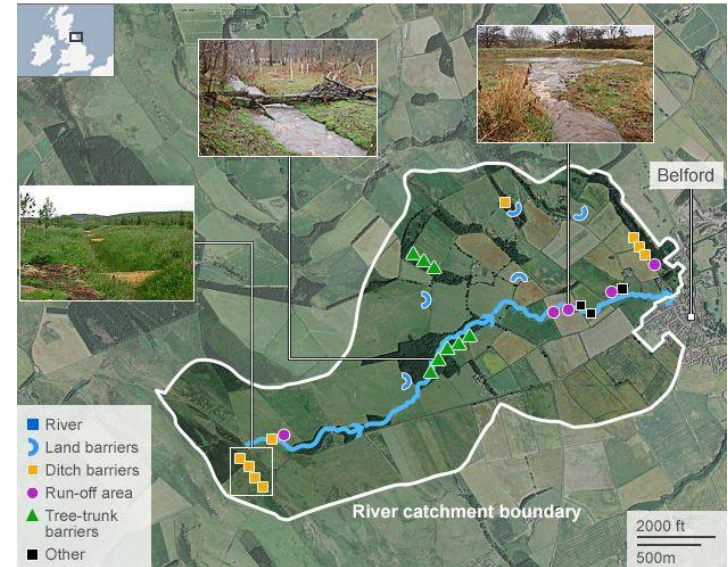 Belford
River
Land barriers
Ditch barriers
Run-off area
Tree-trunk
barriers
Other
River catchment boundary
2000 ft
500m